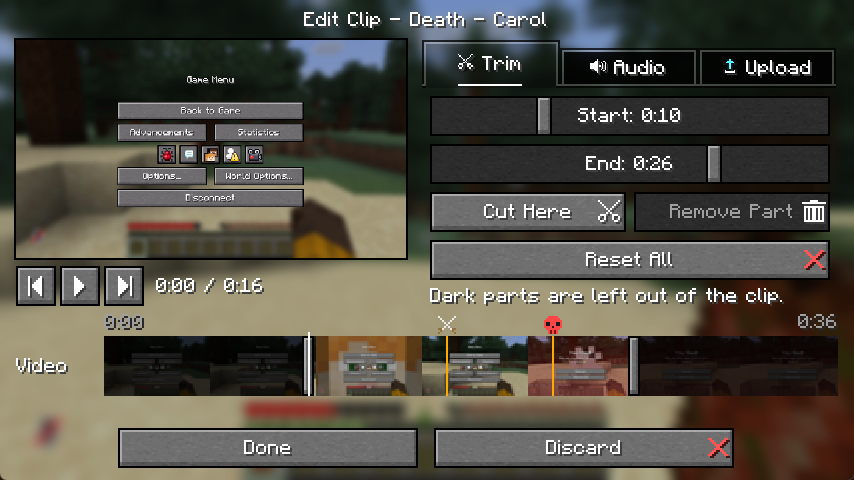 Edit Clip - Death - Carol
Game Menu
Back to Game
Advancements
Statistics
Options...
World Options...
Disconnect
Trim
Audio
Upload
Start: 0:10
End: 0:26
Cut Here
Remove Part
Reset All
0:00 / 0:16
Dark parts are left out of the clip.
0:36
Video
Done
Discard